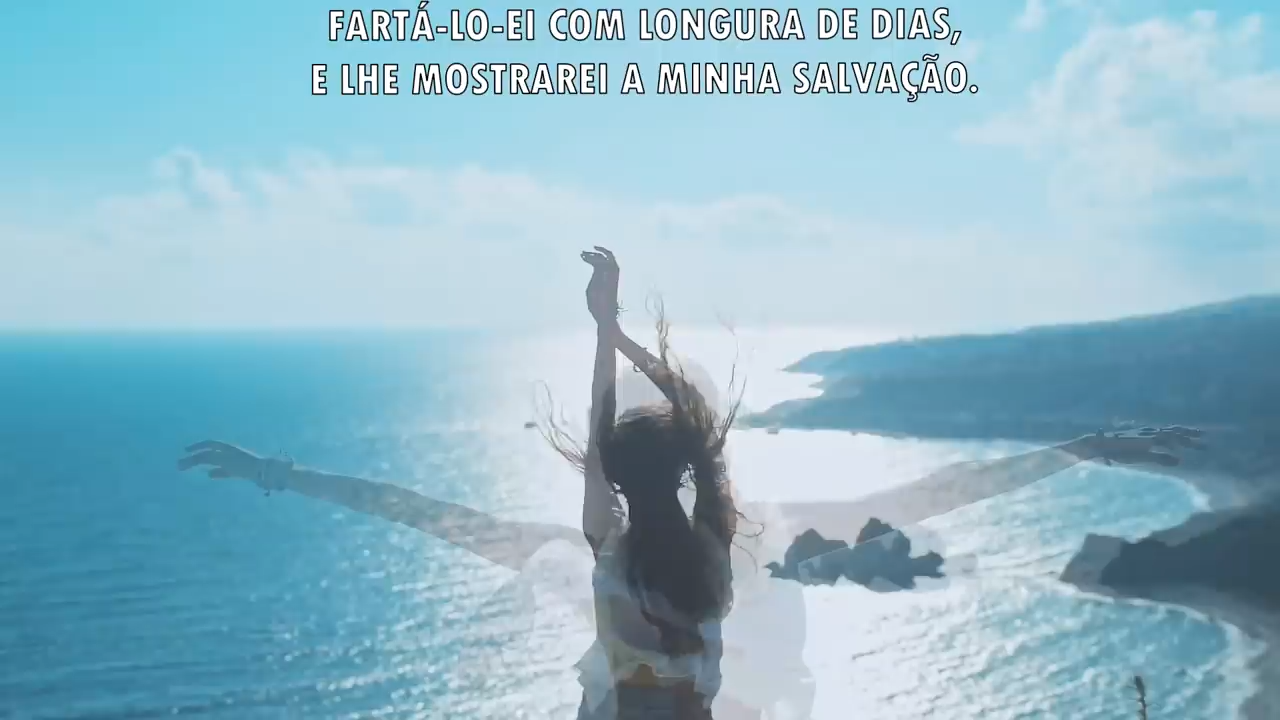 FARTÁ-LO-EI COM LONGURA DE DIAS,
E LHE MOSTRAREI A MINHA SALVAÇÃO.